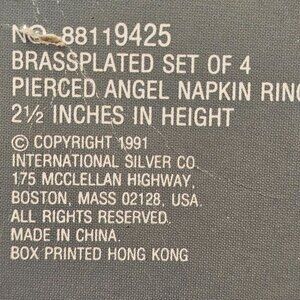 NO. 88119425
BRASSPLATED SET OF 4
PIERCED ANGEL NAPKIN RING
2½ INCHES IN HEIGHT
© COPYRIGHT 1991
INTERNATIONAL SILVER CO.
175 MCCLELLAN HIGHWAY,
BOSTON, MASS 02128, USA.
ALL RIGHTS RESERVED.
MADE IN CHINA.
BOX PRINTED HONG KONG